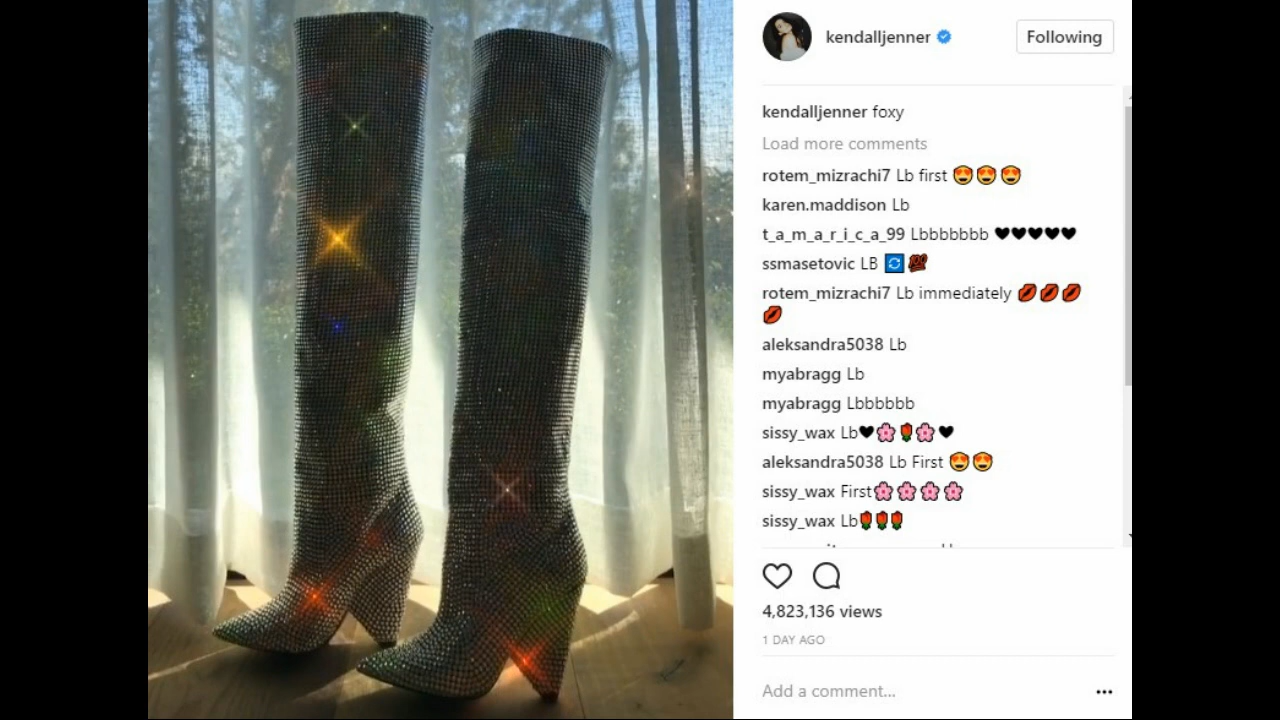 kendalljenner
Following
kendalljenner foxy
Load more comments
rotem_mizrachi7 Lb first 😍😍😍
karen.maddison Lb
t_a_m_a_r_i_c_a_99 Lbbbbbbb ♥♥♥♥♥
ssmasetovic LB 🔄💯
rotem_mizrachi7 Lb immediately 💋💋💋
💋
aleksandra5038 Lb
myabragg Lb
myabragg Lbbbbbb
sissy_wax Lb♥🌸🌹🌸♥
aleksandra5038 Lb First 😍😍
sissy_wax First🌸🌸🌸🌸
sissy_wax Lb🌹🌹🌹
4,823,136 views
1 DAY AGO
Add a comment...